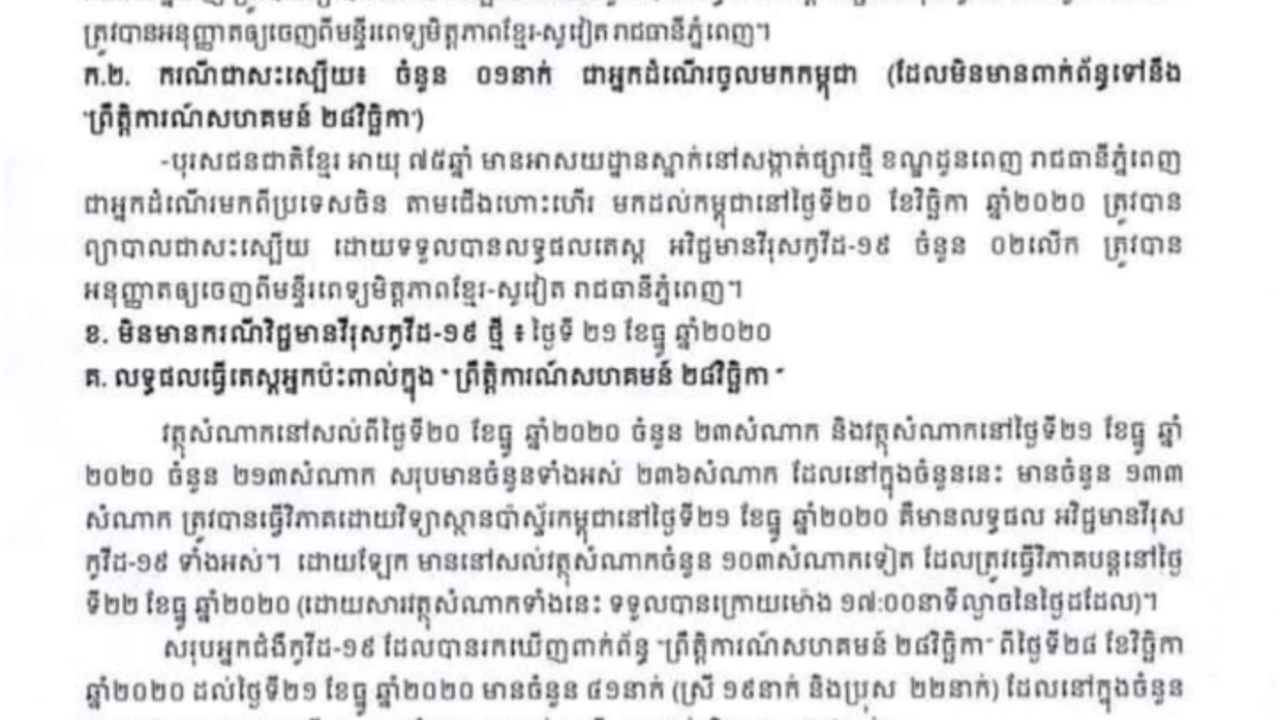 ត្រូវបានអនុញ្ញាតឲ្យចេញពីមន្ទីរពេទ្យមិត្តភាពខ្មែរ-សូវៀត រាជធានីភ្នំពេញ។
ក.២. ករណីជាសះស្បើយ៖ ចំនួន ០១នាក់ ជាអ្នកដំណើរចូលមកកម្ពុជា (ដែលមិនមានពាក់ព័ន្ធទៅនឹង
"ព្រឹត្តិការណ៍សហគមន៍ ២៨វិច្ឆិកា")
-បុរសជនជាតិខ្មែរ អាយុ ៧៥ឆ្នាំ មានអាសយដ្ឋានស្នាក់នៅសង្កាត់ផ្សារថ្មី ខណ្ឌដូនពេញ រាជធានីភ្នំពេញ
ជាអ្នកដំណើរមកពីប្រទេសចិន តាមជើងហោះហើរ មកដល់កម្ពុជានៅថ្ងៃទី២០ ខែវិច្ឆិកា ឆ្នាំ២០២០ ត្រូវបាន
ព្យាបាលជាសះស្បើយ ដោយទទួលបានលទ្ធផលតេស្ត អវិជ្ជមានវីរុសកូវីដ-១៩ ចំនួន ០២លើក ត្រូវបាន
អនុញ្ញាតឲ្យចេញពីមន្ទីរពេទ្យមិត្តភាពខ្មែរ-សូវៀត រាជធានីភ្នំពេញ។
ខ. មិនមានករណីវិជ្ជមានវីរុសកូវីដ-១៩ ថ្មី ៖ ថ្ងៃទី ២១ ខែធ្នូ ឆ្នាំ២០២០
គ. លទ្ធផលធ្វើតេស្តអ្នកប៉ះពាល់ក្នុង "ព្រឹត្តិការណ៍សហគមន៍ ២៨វិច្ឆិកា"
វត្ថុសំណាកនៅសល់ពីថ្ងៃទី២០ ខែធ្នូ ឆ្នាំ២០២០ ចំនួន ២៣សំណាក និងវត្ថុសំណាកនៅថ្ងៃទី២១ ខែធ្នូ ឆ្នាំ
២០២០ ចំនួន ២១៣សំណាក សរុបមានចំនួនទាំងអស់ ២៣៦សំណាក ដែលនៅក្នុងចំនួននេះ មានចំនួន ១៣៣
សំណាក ត្រូវបានធ្វើវិភាគដោយវិទ្យាស្ថានប៉ាស្ទ័រកម្ពុជានៅថ្ងៃទី២១ ខែធ្នូ ឆ្នាំ២០២០ គឺមានលទ្ធផល អវិជ្ជមានវីរុស
កូវីដ-១៩ ទាំងអស់។ ដោយឡែក មាននៅសល់វត្ថុសំណាកចំនួន ១០៣សំណាកទៀត ដែលត្រូវធ្វើវិភាគបន្តនៅថ្ងៃ
ទី២២ ខែធ្នូ ឆ្នាំ២០២០ (ដោយសារវត្ថុសំណាកទាំងនេះ ទទួលបានក្រោយម៉ោង ១៧:០០នាទីល្ងាចនៃថ្ងៃដដែល)។
សរុបអ្នកជំងឺកូវីដ-១៩ ដែលបានរកឃើញពាក់ព័ន្ធ "ព្រឹត្តិការណ៍សហគមន៍ ២៨វិច្ឆិកា" ពីថ្ងៃទី២៨ ខែវិច្ឆិកា
ឆ្នាំ២០២០ ដល់ថ្ងៃទី២១ ខែធ្នូ ឆ្នាំ២០២០ មានចំនួន ៤១នាក់ (ស្រី ១៩នាក់ និងប្រុស ២២នាក់) ដែលនៅក្នុងចំនួន